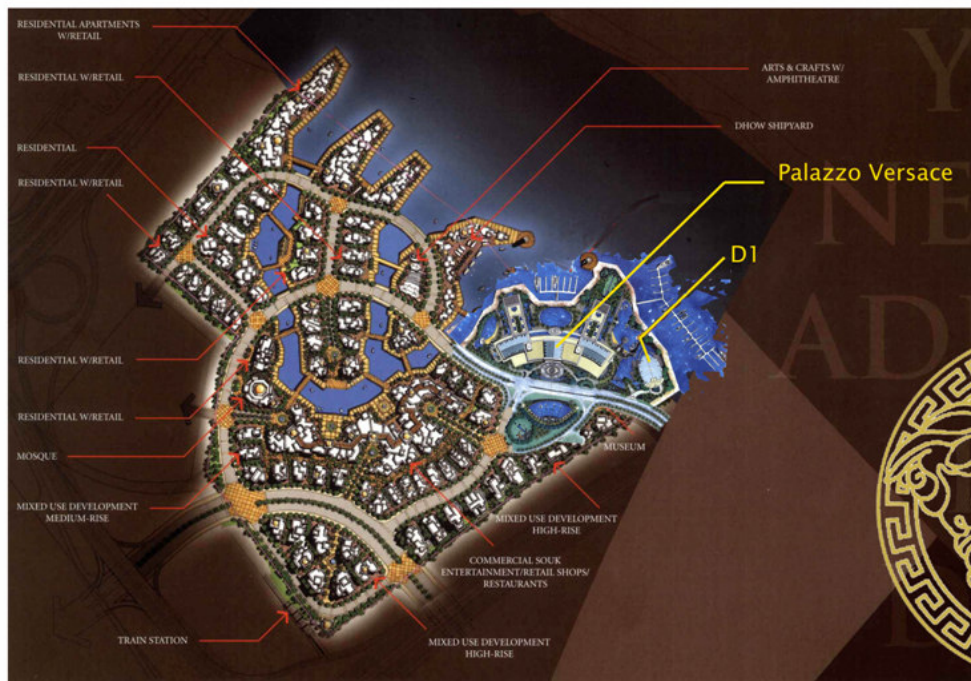 RESIDENTIAL APARTMENTS
W/RETAIL
RESIDENTIAL W/RETAIL
RESIDENTIAL
RESIDENTIAL W/RETAIL
RESIDENTIAL W/RETAIL
RESIDENTIAL W/RETAIL
MOSQUE
MIXED USE DEVELOPMENT
MEDIUM-RISE
TRAIN STATION
ARTS & CRAFTS W/
AMPHITHEATRE
DHOW SHIPYARD
Palazzo Versace
D1
MUSEUM
MIXED USE DEVELOPMENT
HIGH-RISE
COMMERCIAL SOUK
ENTERTAINMENT/RETAIL SHOPS/
RESTAURANTS
MIXED USE DEVELOPMENT
HIGH-RISE